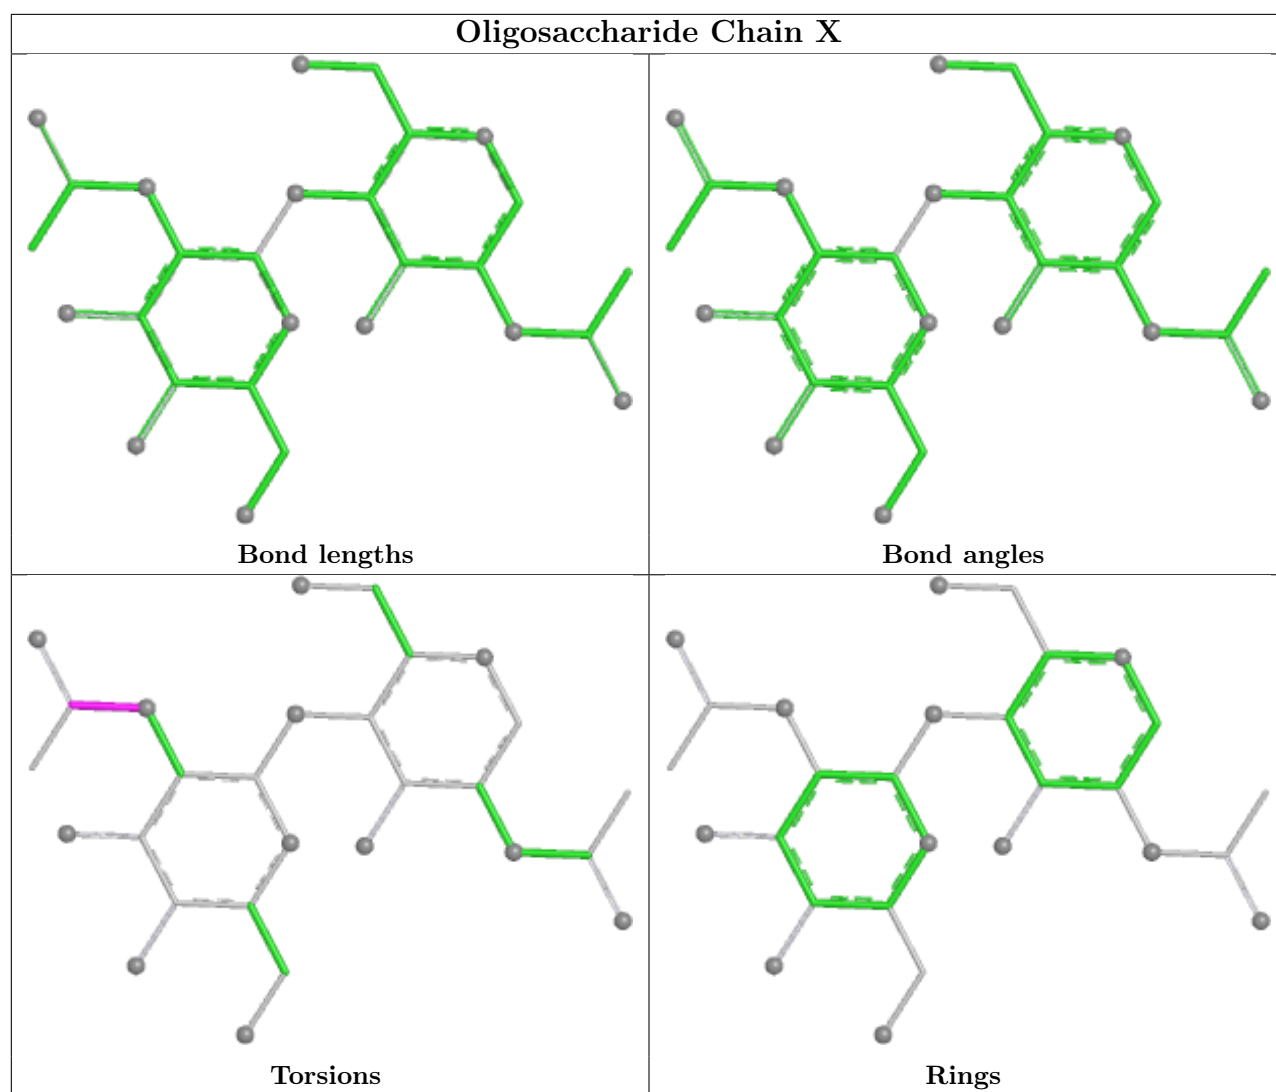 Oligosaccharide Chain X
Bond lengths
Bond angles
Torsions
Rings